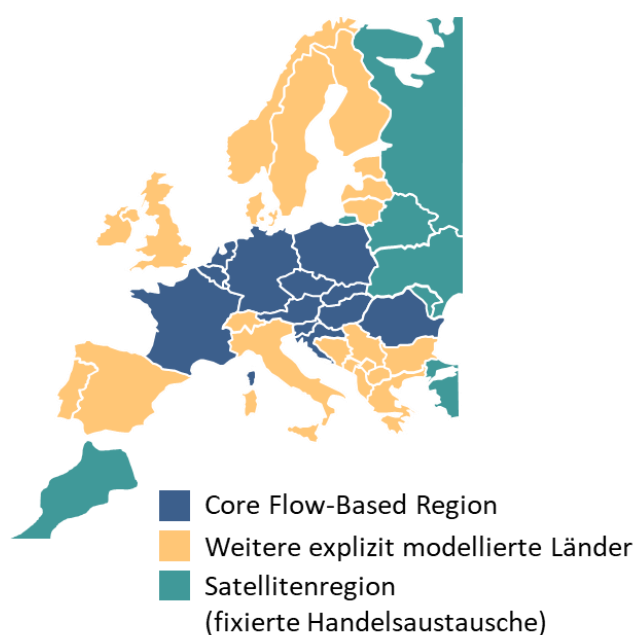 Core Flow-Based Region
Weitere explizit modellierte Länder
Satellitenregion
(fixierte Handelsaustausche)